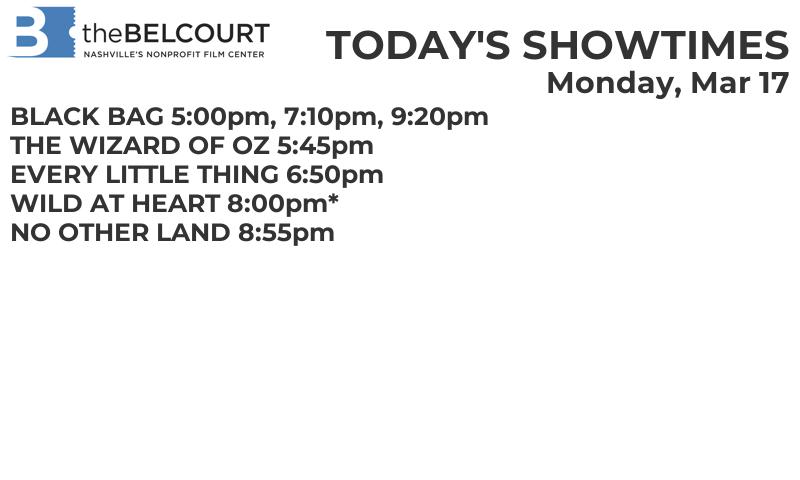 B theBELCOURT
NASHVILLE'S NONPROFIT FILM CENTER
TODAY'S SHOWTIMES
Monday, Mar 17
BLACK BAG 5:00pm, 7:10pm, 9:20pm
THE WIZARD OF OZ 5:45pm
EVERY LITTLE THING 6:50pm
WILD AT HEART 8:00pm*
NO OTHER LAND 8:55pm